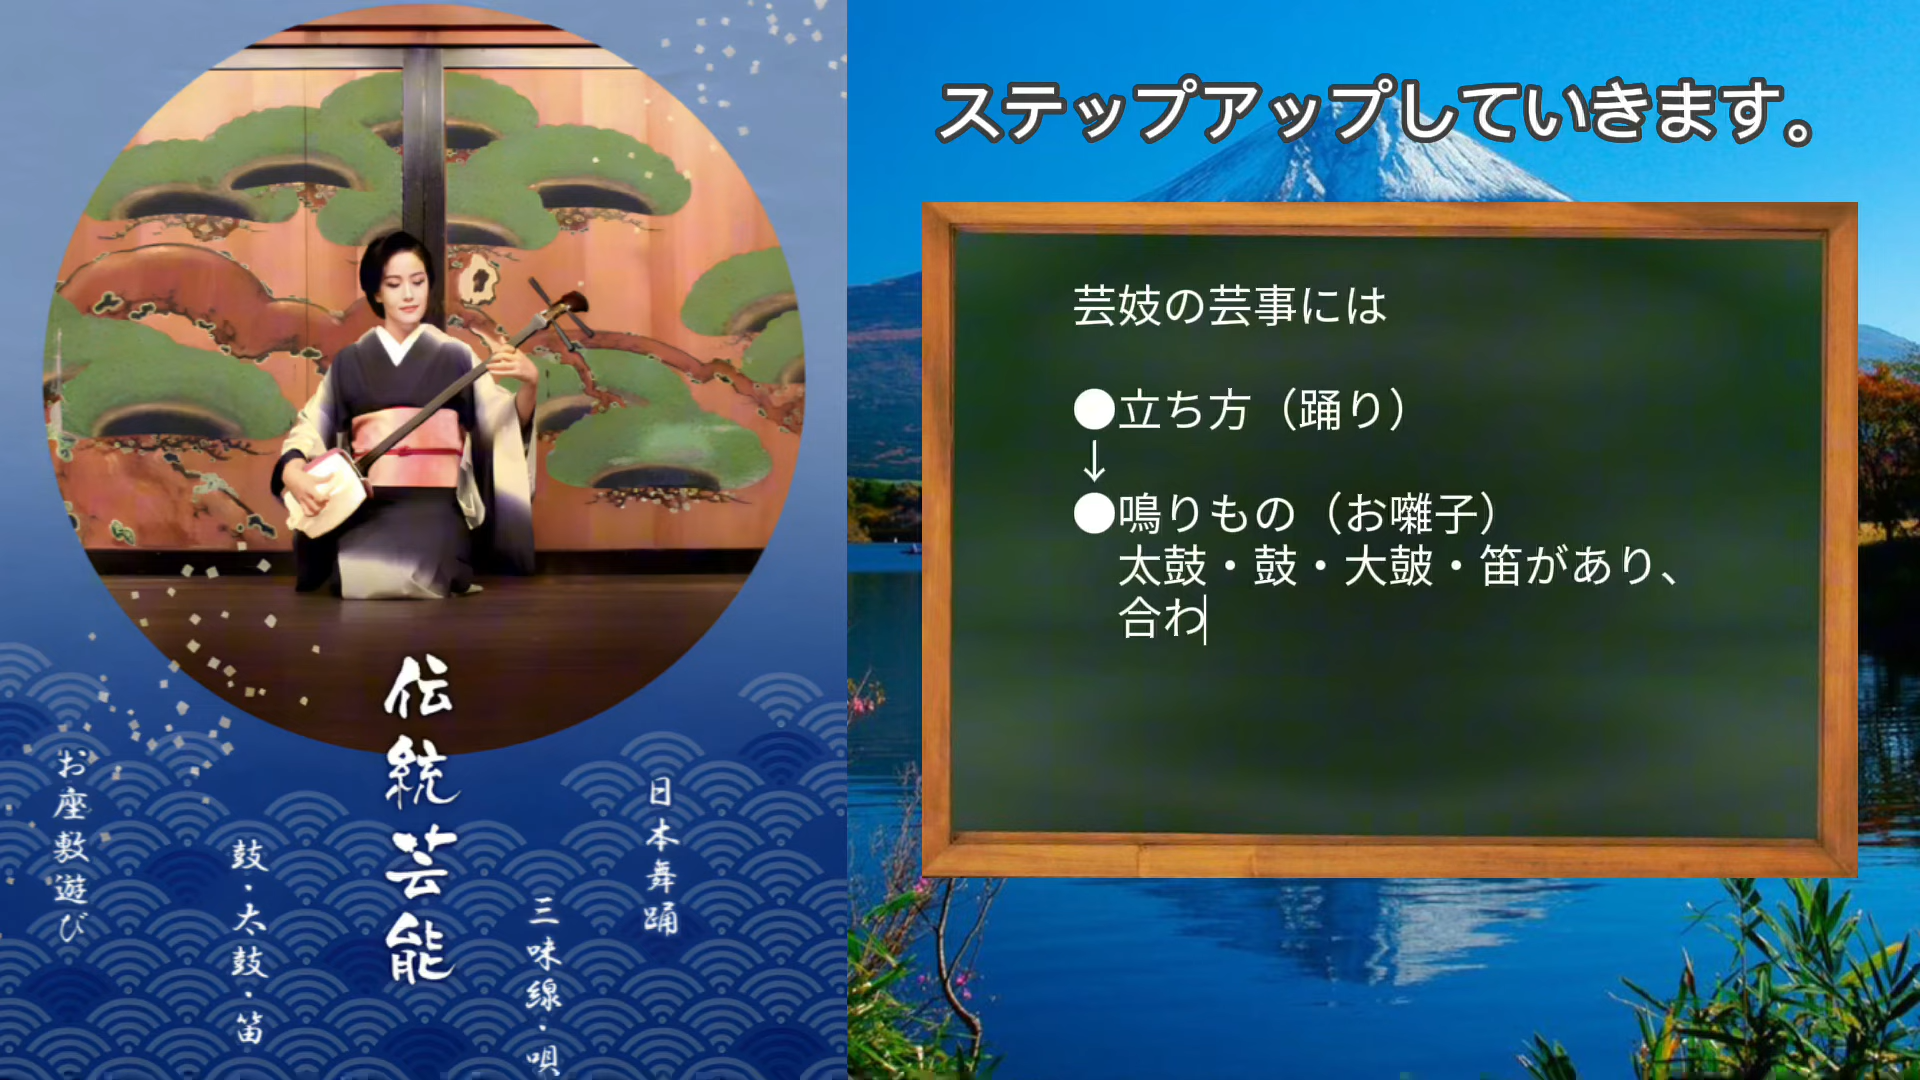 ステップアップしていきます。
芸妓の芸事には
●立ち方（踊り）
↓
●鳴りもの（お囃子）
太鼓・鼓・大皷・笛があり、
合わ
伝統芸能
日本舞踊
三味線・唄
鼓・太鼓・笛
お座敷遊び